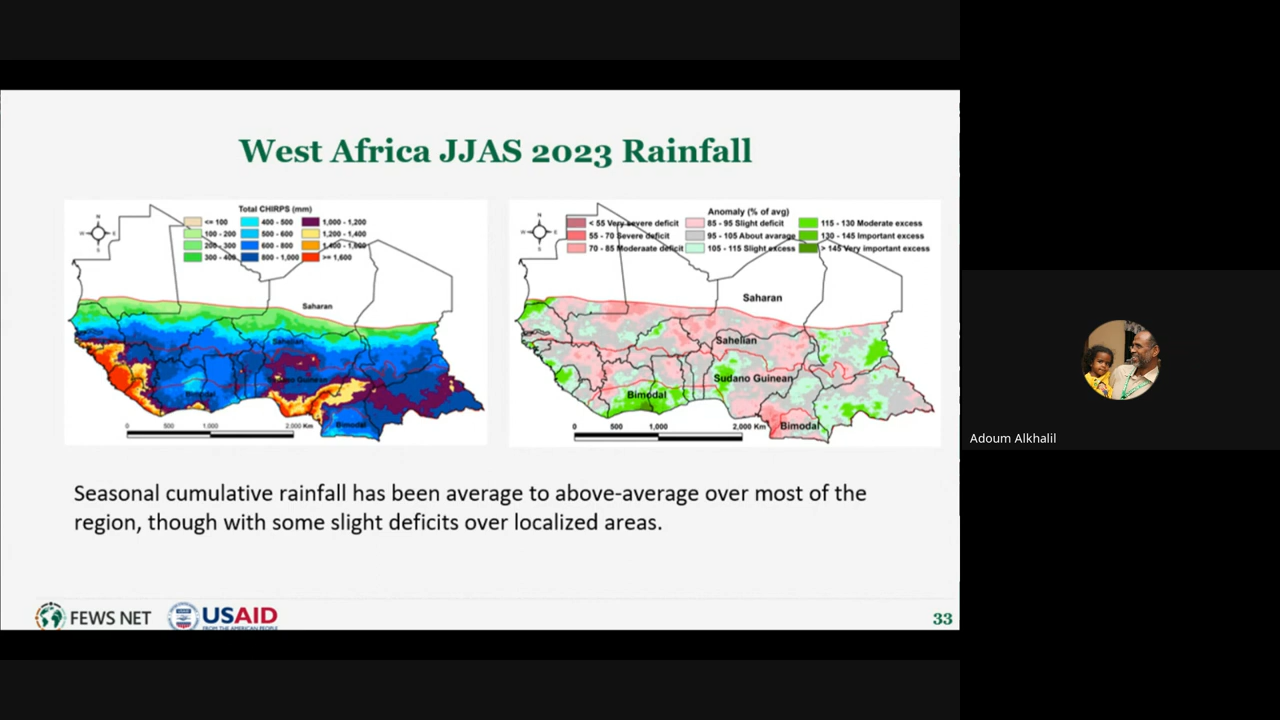 West Africa JJAS 2023 Rainfall
Total CHIRPS (mm)
<= 100
400 - 500
1,000 - 1,200
100 - 200
500 - 600
1,200 - 1,400
200 - 300
600 - 800
1,400 - 1,600
300 - 400
800 - 1,000
>= 1,600
N
W
E
S
Saharan
Sahelian
Sudano Guinean
Bimodal
Bimodal
0 500 1,000 2,000 Km
Anomaly (% of avg)
< 55 Very severe deficit
85 - 95 Slight deficit
115 - 130 Moderate excess
55 - 70 Severe deficit
95 - 105 About avarage
130 - 145 Important excess
70 - 85 Moderaate deficit
105 - 115 Slight excess
> 145 Very important excess
N
W
E
S
Saharan
Sahelian
Sudano Guinean
Bimodal
Bimodal
0 500 1,000 2,000 Km
Seasonal cumulative rainfall has been average to above-average over most of the
region, though with some slight deficits over localized areas.
FEWS NET
USAID
FROM THE AMERICAN PEOPLE
33
Adoum Alkhalil